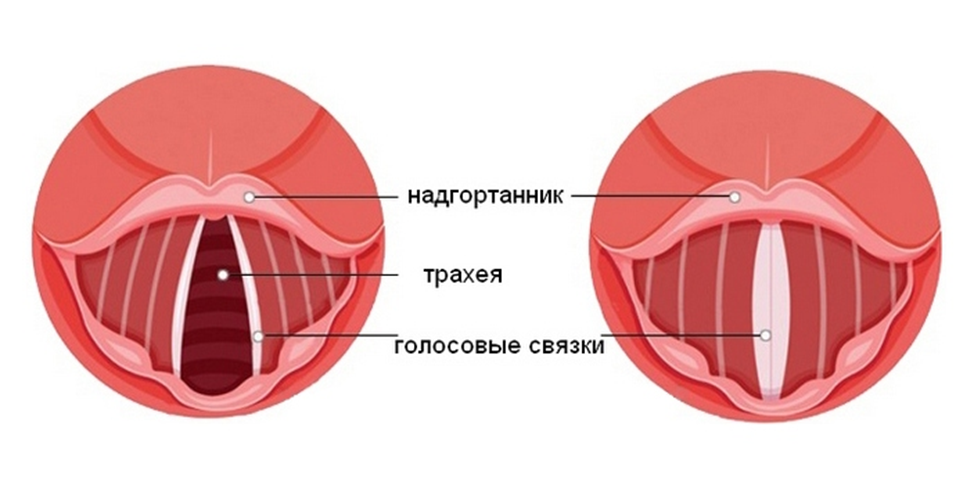 надгортанник
трахея
голосовые связки